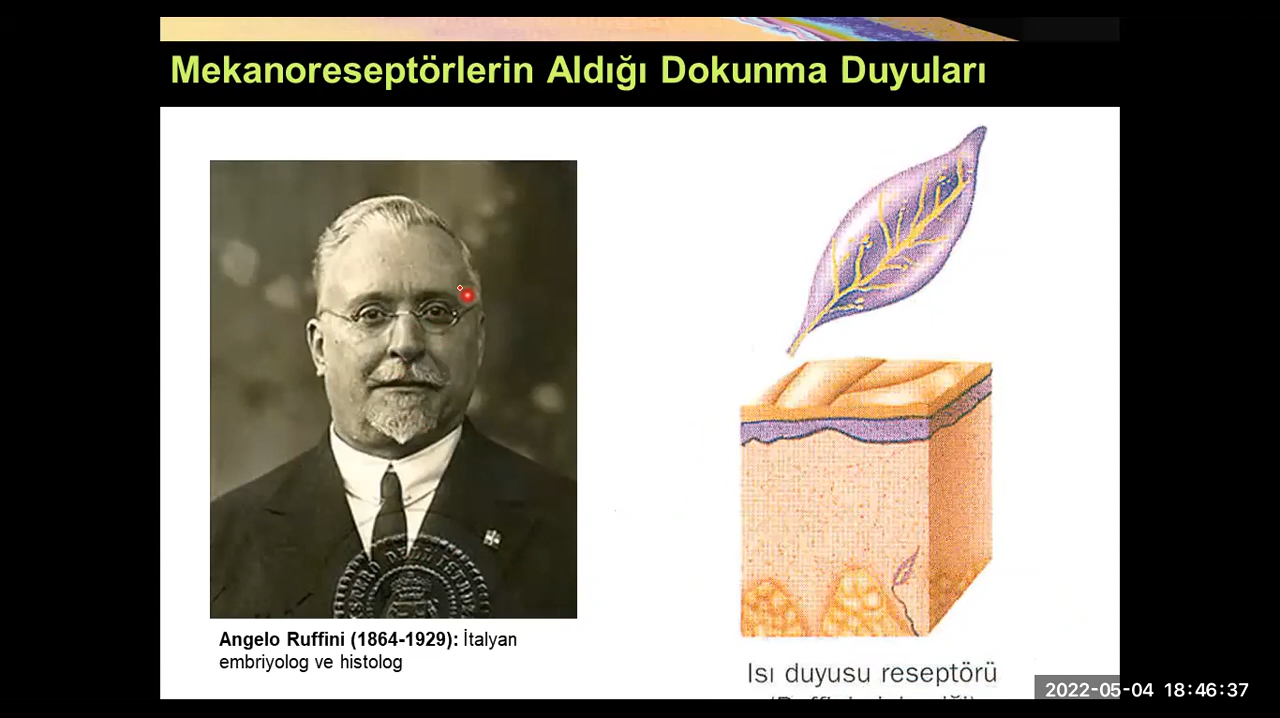 Mekanoreseptörlerin Aldığı Dokunma Duyuları
Angelo Ruffini (1864-1929): İtalyan
embriyolog ve histolog
Isı duyusu reseptörü
2022-05-04 18:46:37